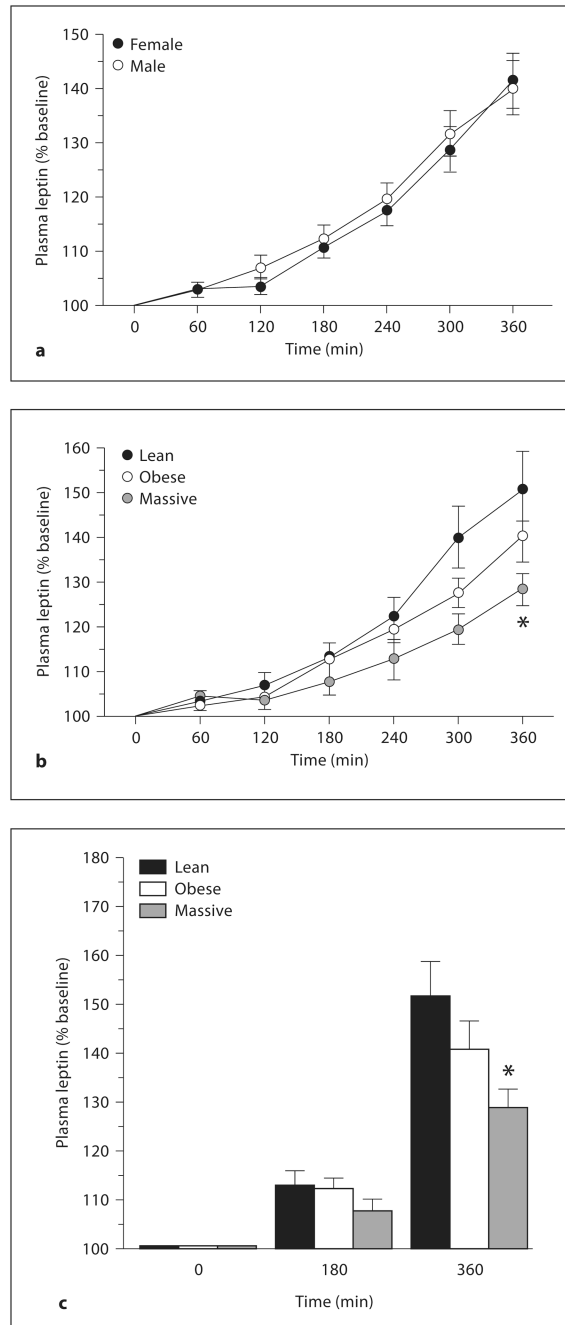 150
140
130
120
110
100
Plasma leptin (% baseline)
Female
Male
0 60 120 180 240 300 360
Time (min)
a
160
150
140
130
120
110
100
Plasma leptin (% baseline)
Lean
Obese
Massive
*
0 60 120 180 240 300 360
Time (min)
b
180
170
160
150
140
130
120
110
100
Plasma leptin (% baseline)
Lean
Obese
Massive
*
0 180 360
Time (min)
c